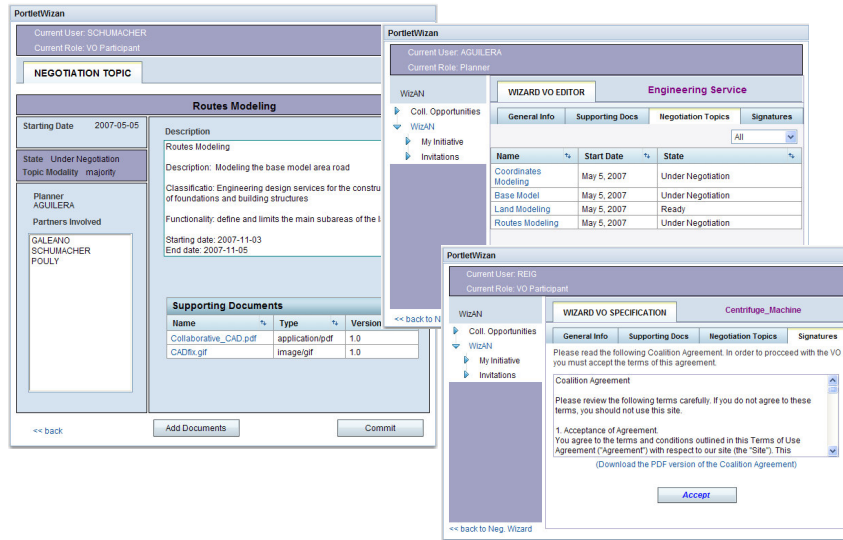 PortletWizan
Current User: SCHUMACHER
Current Role: VO Participant
NEGOTIATION TOPIC
Routes Modeling
Starting Date 2007-05-05
State Under Negotiation
Topic Modality majority
Planner
AGUILERA
Partners Involved
GALEANO
SCHUMACHER
POULY
Description
Routes Modeling
Description: Modeling the base model area road
Classificatio: Engineering design services for the constru
of foundations and building structures
Functionality: define and limits the main subareas of the l
Starting date: 2007-11-03
End date: 2007-11-05
Supporting Documents
Name Type Version
Collaborative_CAD.pdf application/pdf 1.0
CADfix.gif image/gif 1.0
<< back
Add Documents
Commit
PortletWizan
Current User: AGUILERA
Current Role: Planner
WizAN
Coll. Opportunities
WizAN
My Initiative
Invitations
<< back to N
WIZARD VO EDITOR
Engineering Service
General Info Supporting Docs Negotiation Topics Signatures
All
Name Start Date State
Coordinates
Modeling May 5, 2007 Under Negotiation
Base Model May 5, 2007 Under Negotiation
Land Modeling May 5, 2007 Ready
Routes Modeling May 5, 2007 Under Negotiation
PortletWizan
Current User: REIG
Current Role: VO Participant
WizAN
Coll. Opportunities
WizAN
My Initiative
Invitations
<< back to Neg. Wizard
WIZARD VO SPECIFICATION
Centrifuge_Machine
General Info Supporting Docs Negotiation Topics Signatures
Please read the following Coalition Agreement. In order to procceed with the VO
you must accept the terms of this agreement.
Coalition Agreement
Please review the following terms carefully. If you do not agree to these
terms, you should not use this site.
1. Acceptance of Agreement.
You agree to the terms and conditions outlined in this Terms of Use
Agreement ("Agreement") with respect to our site (the "Site"). This
(Download the PDF version of the Coalition Agreement)
Accept